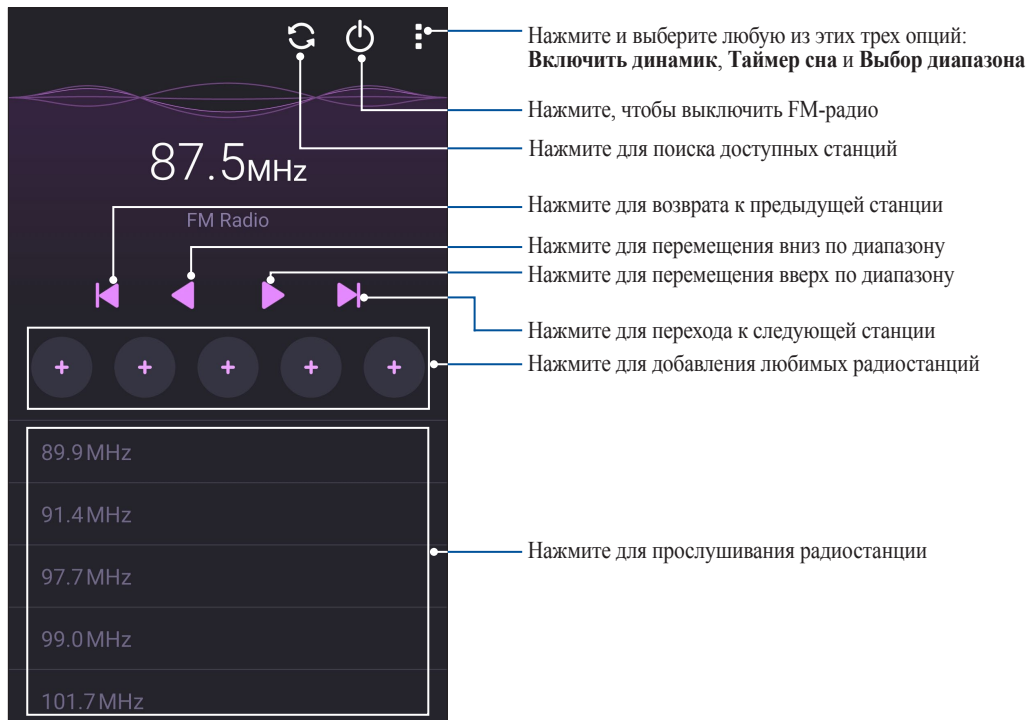 Нажмите и выберите любую из этих трех опций:
Включить динамик, Таймер сна и Выбор диапазона
Нажмите, чтобы выключить FM-радио
Нажмите для поиска доступных станций
87.5MHz
FM Radio
Нажмите для возврата к предыдущей станции
Нажмите для перемещения вниз по диапазону
Нажмите для перемещения вверх по диапазону
Нажмите для перехода к следующей станции
Нажмите для добавления любимых радиостанций
89.9MHz
91.4MHz
97.7MHz
99.0MHz
101.7MHz
Нажмите для прослушивания радиостанции